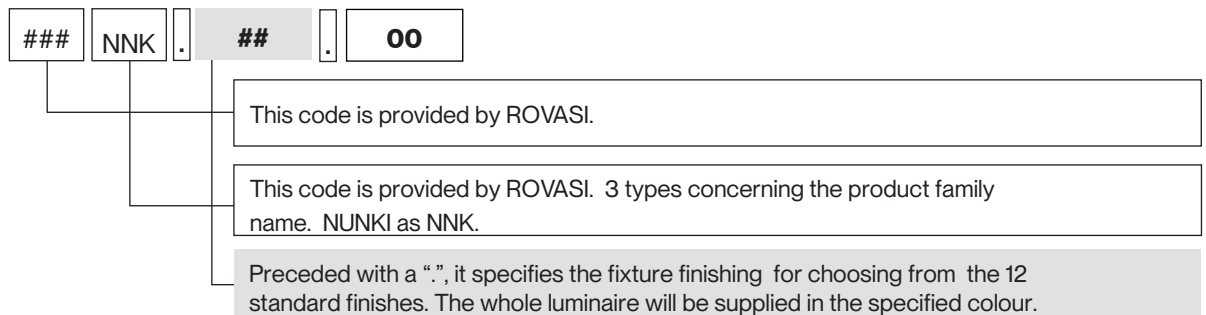 ### NNK . ## . 00
This code is provided by ROVASI.
This code is provided by ROVASI.  3 types concerning the product family
name.  NUNKI as NNK.
Preceded with a “.”, it specifies the fixture finishing  for choosing from  the 12
standard finishes. The whole luminaire will be supplied in the specified colour.